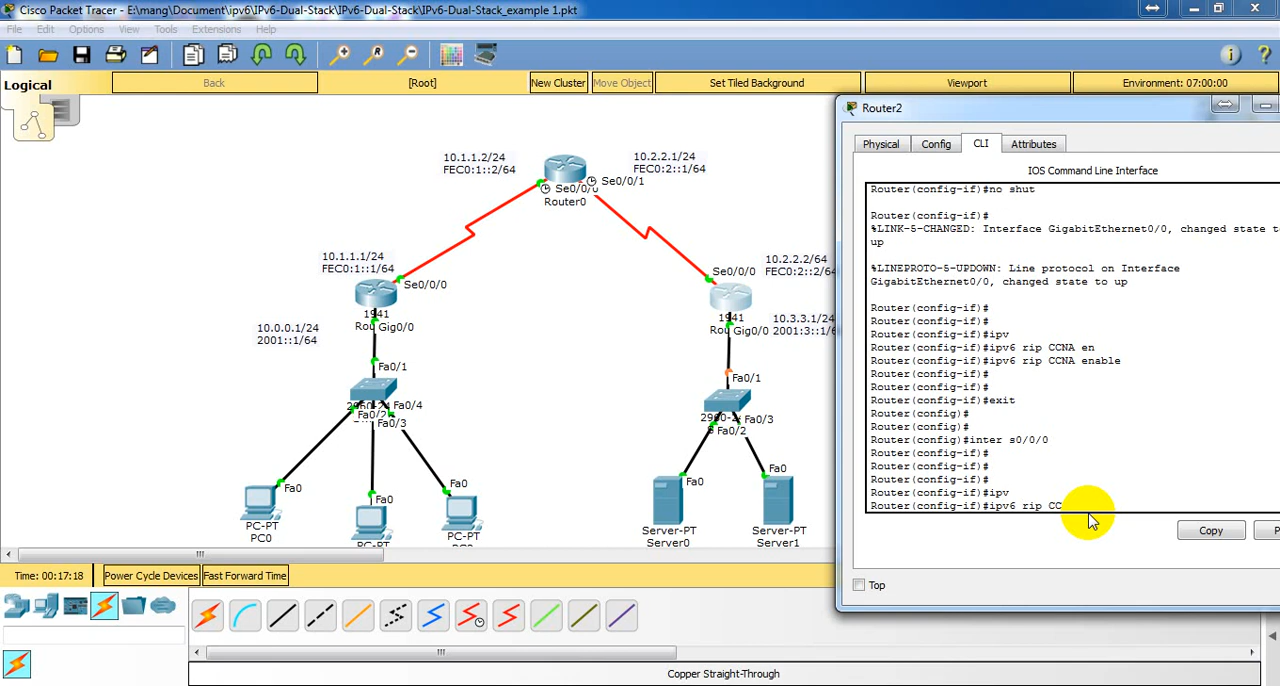 Cisco Packet Tracer - E:\mang\Document\ipv6\IPv6-Dual-Stack\IPv6-Dual-Stack_example 1.pkt
File Edit Options View Tools Extensions Help
Logical
Back
[Root]
New Cluster
Move Object
Set Tiled Background
Viewport
Environment: 07:00:00
10.1.1.2/24
FEC0:1::2/64
10.2.2.1/24
FEC0:2::1/64
Se0/0/0
Se0/0/1
Router0
10.1.1.1/24
FEC0:1::1/64
Se0/0/0
1941
Gig0/0
10.0.0.1/24
2001::1/64
Fa0/1
Fa0/4
Fa0/2
Fa0/3
Fa0
PC-PT
PC0
Fa0
PC-PT
Fa0
PC-PT
Se0/0/0
10.2.2.2/64
FEC0:2::2/64
1941
Gig0/0
10.3.3.1/24
2001:3::1/64
Fa0/1
Fa0/3
Fa0/2
Fa0
Fa0
Server-PT
Server0
Server-PT
Server1
Router2
Physical
Config
CLI
Attributes
IOS Command Line Interface
Router(config-if)#no shut
Router(config-if)#
%LINK-5-CHANGED: Interface GigabitEthernet0/0, changed state to
up
%LINEPROTO-5-UPDOWN: Line protocol on Interface
GigabitEthernet0/0, changed state to up
Router(config-if)#
Router(config-if)#
Router(config-if)#ipv
Router(config-if)#ipv6 rip CCNA en
Router(config-if)#ipv6 rip CCNA enable
Router(config-if)#
Router(config-if)#
Router(config-if)#exit
Router(config)#
Router(config)#
Router(config)#inter s0/0/0
Router(config-if)#
Router(config-if)#
Router(config-if)#
Router(config-if)#ipv
Router(config-if)#ipv6 rip CC
Copy
Top
Time: 00:17:18
Power Cycle Devices
Fast Forward Time
Copper Straight-Through